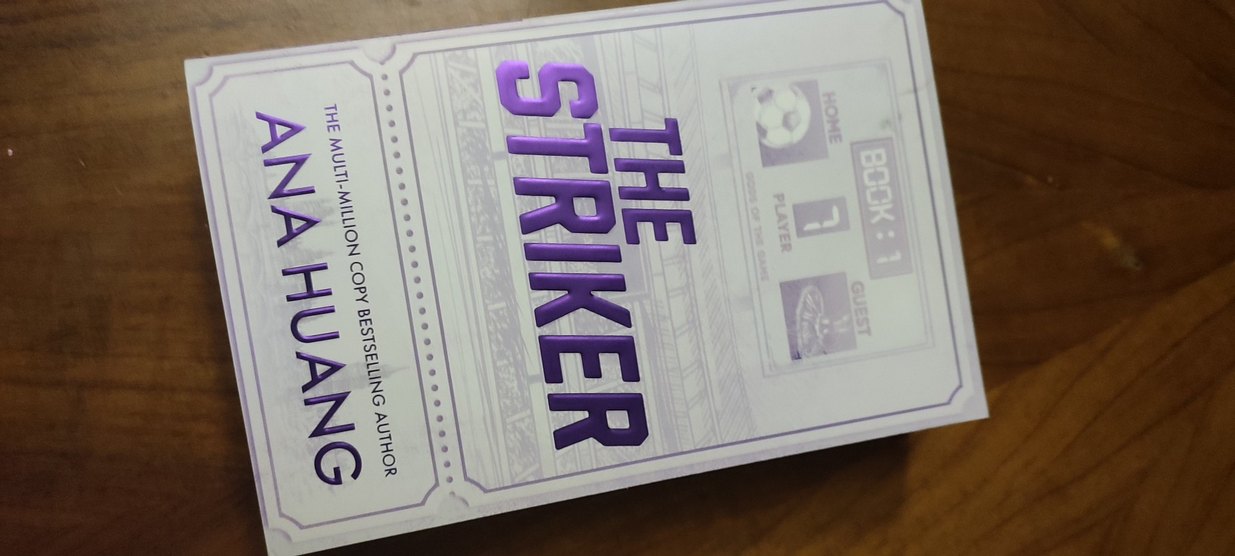 BOOK : 1
HOME
GUEST
7
PLAYER
GODS OF THE GAME
THE
STRIKER
THE MULTI-MILLION COPY BESTSELLING AUTHOR
ANA HUANG